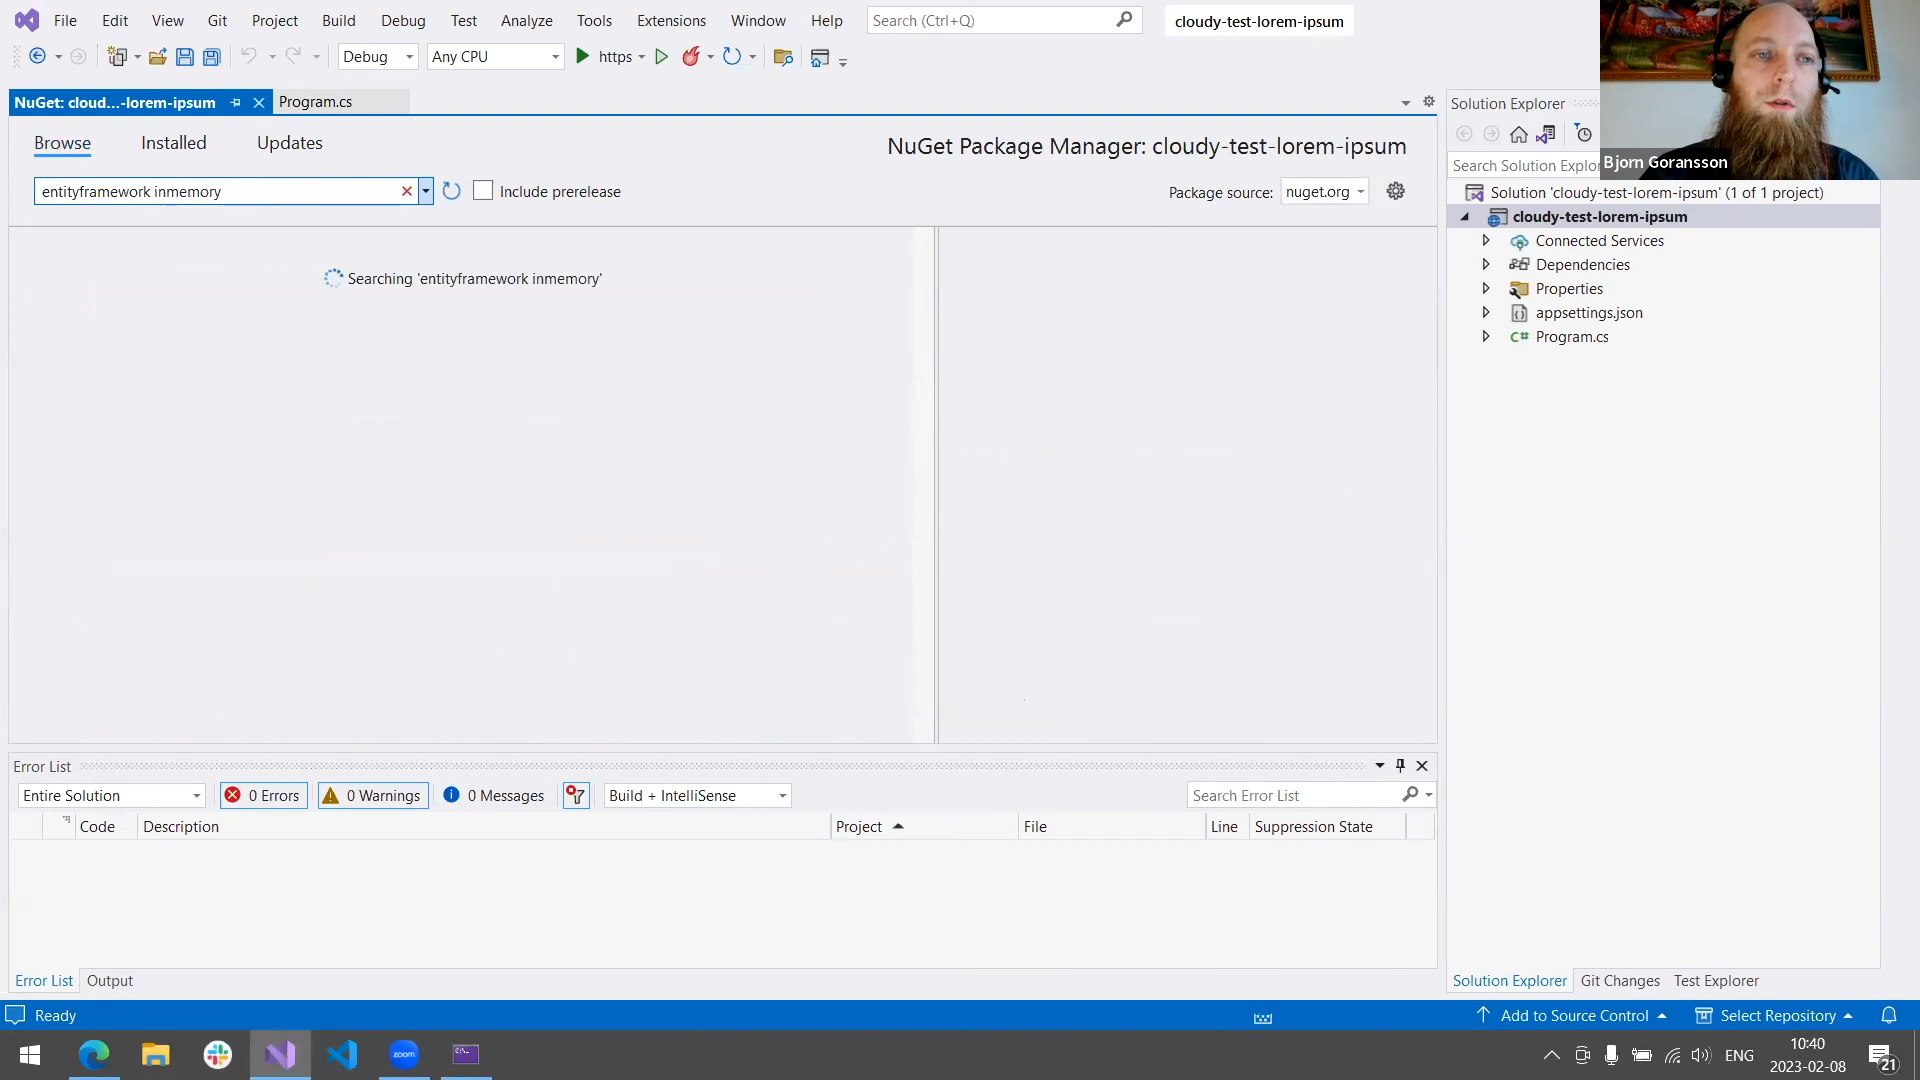 File Edit View Git Project Build Debug Test Analyze Tools Extensions Window Help Search (Ctrl+Q) cloudy-test-lorem-ipsum
Debug Any CPU https
NuGet: cloud...-lorem-ipsum Program.cs
Browse Installed Updates
NuGet Package Manager: cloudy-test-lorem-ipsum
entityframework inmemory
Include prerelease
Package source: nuget.org
Searching 'entityframework inmemory'
Solution Explorer
Search Solution Explo
Bjorn Goransson
Solution 'cloudy-test-lorem-ipsum' (1 of 1 project)
cloudy-test-lorem-ipsum
Connected Services
Dependencies
Properties
appsettings.json
C# Program.cs
Error List
Entire Solution 0 Errors 0 Warnings 0 Messages Build + IntelliSense Search Error List
Code Description Project File Line Suppression State
Error List Output
Solution Explorer Git Changes Test Explorer
Ready
Add to Source Control Select Repository
zoom
ENG
10:40
2023-02-08
21